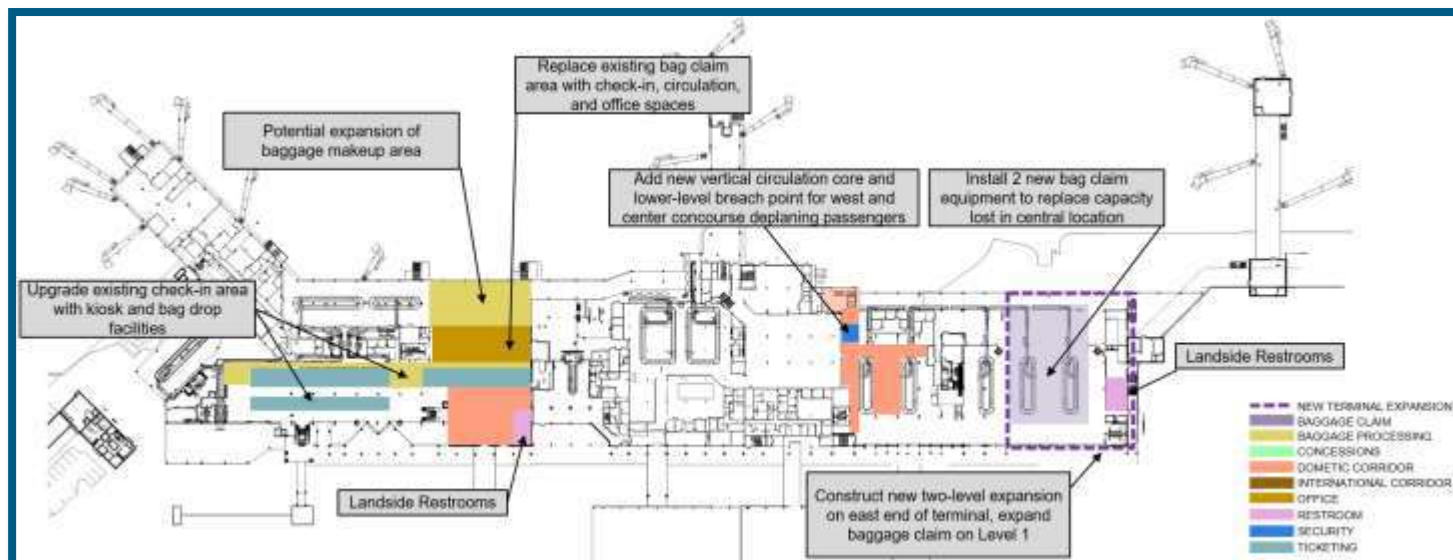 Replace existing bag claim
area with check-in, circulation,
and office spaces
Potential expansion of
baggage makeup area
Add new vertical circulation core and
lower-level breach point for west and
center concourse deplaning passengers
Install 2 new bag claim
equipment to replace capacity
lost in central location
Upgrade existing check-in area
with kiosk and bag drop
facilities
Landside Restrooms
Landside Restrooms
Construct new two-level expansion
on east end of terminal, expand
baggage claim on Level 1
NEW TERMINAL EXPANSION
BAGGAGE CLAIM
BAGGAGE PROCESSING
CONCESSIONS
DOMETIC CORRIDOR
INTERNATIONAL CORRIDOR
OFFICE
RESTROOM
SECURITY
TICKETING